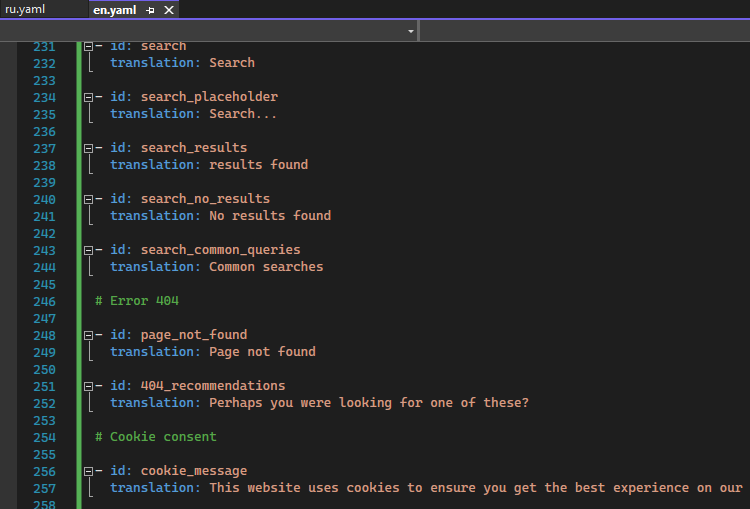 ru.yaml
en.yaml
231 - id: search
232 translation: Search
233
234 - id: search_placeholder
235 translation: Search...
236
237 - id: search_results
238 translation: results found
239
240 - id: search_no_results
241 translation: No results found
242
243 - id: search_common_queries
244 translation: Common searches
245
246 # Error 404
247
248 - id: page_not_found
249 translation: Page not found
250
251 - id: 404_recommendations
252 translation: Perhaps you were looking for one of these?
253
254 # Cookie consent
255
256 - id: cookie_message
257 translation: This website uses cookies to ensure you get the best experience on our
258